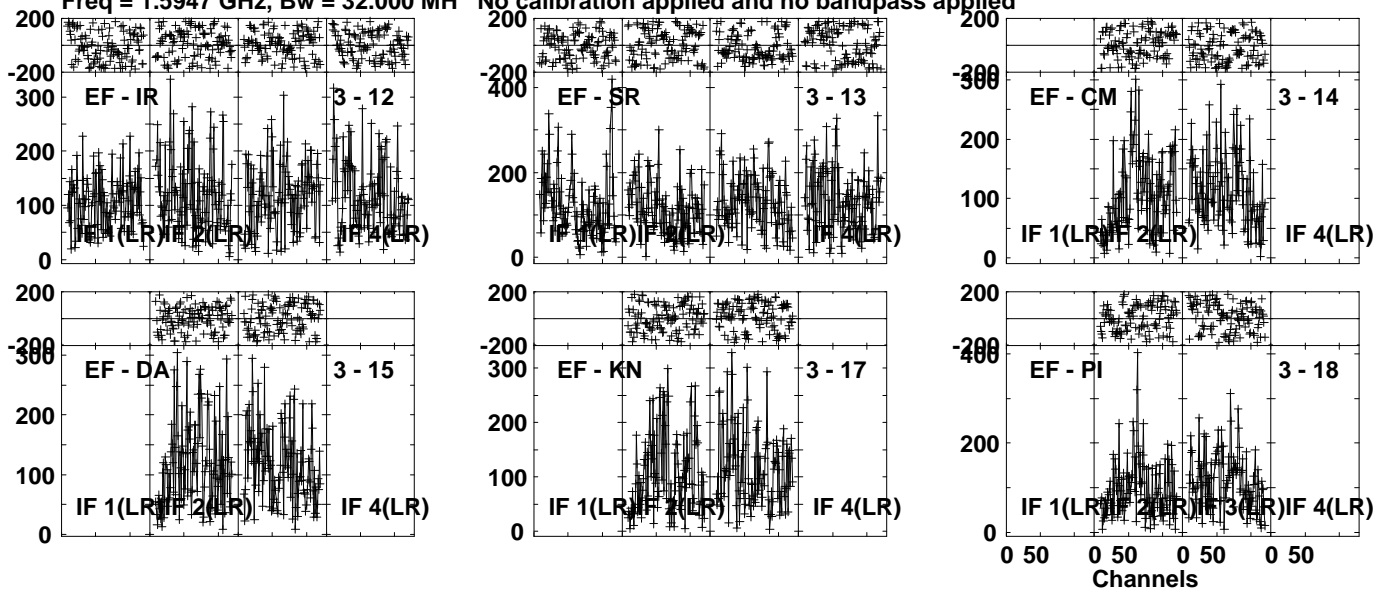 Freq = 1.5947 GHz, Bw = 32.000 MH No calibration applied and no bandpass applied
200
-200
300
200
100
0
EF - IR
3 - 12
IF 1(LR)
IF 2(LR)
IF 4(LR)
200
-200
400
200
0
EF - SR
3 - 13
IF 1(LR)
IF 2(LR)
IF 4(LR)
200
-200
300
200
100
0
EF - CM
3 - 14
IF 1(LR)
IF 2(LR)
IF 4(LR)
200
-200
300
200
100
0
EF - DA
3 - 15
IF 1(LR)
IF 2(LR)
IF 4(LR)
200
-200
300
200
100
0
EF - KN
3 - 17
IF 1(LR)
IF 2(LR)
IF 4(LR)
200
-200
400
200
0
EF - PI
3 - 18
IF 1(LR)
IF 2(LR)
IF 3(LR)
IF 4(LR)
0 50 0 50 0 50 0 50
Channels